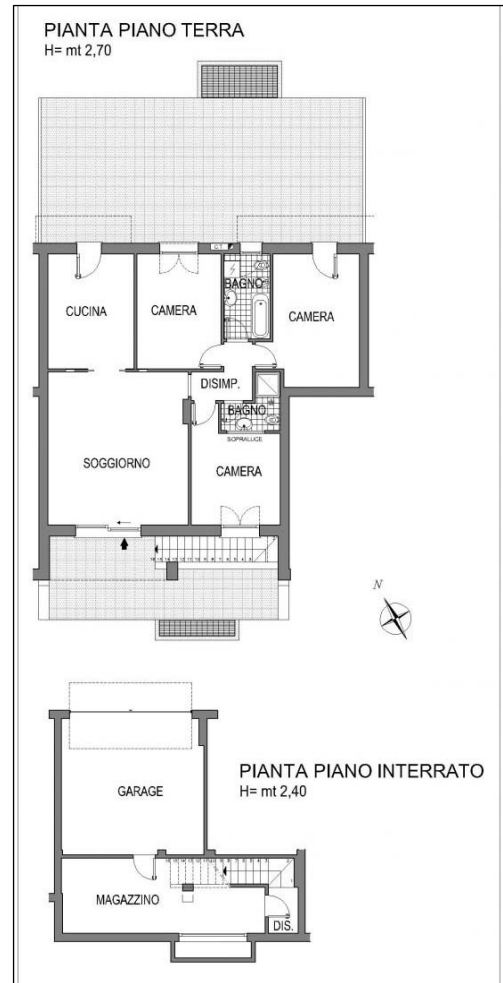 PIANTA PIANO TERRA
H= mt 2,70
C.T.
BAGNO
CUCINA
CAMERA
CAMERA
DISIMP.
BAGNO
SOPRALUCE
SOGGIORNO
CAMERA
N
PIANTA PIANO INTERRATO
H= mt 2,40
GARAGE
MAGAZZINO
DIS.